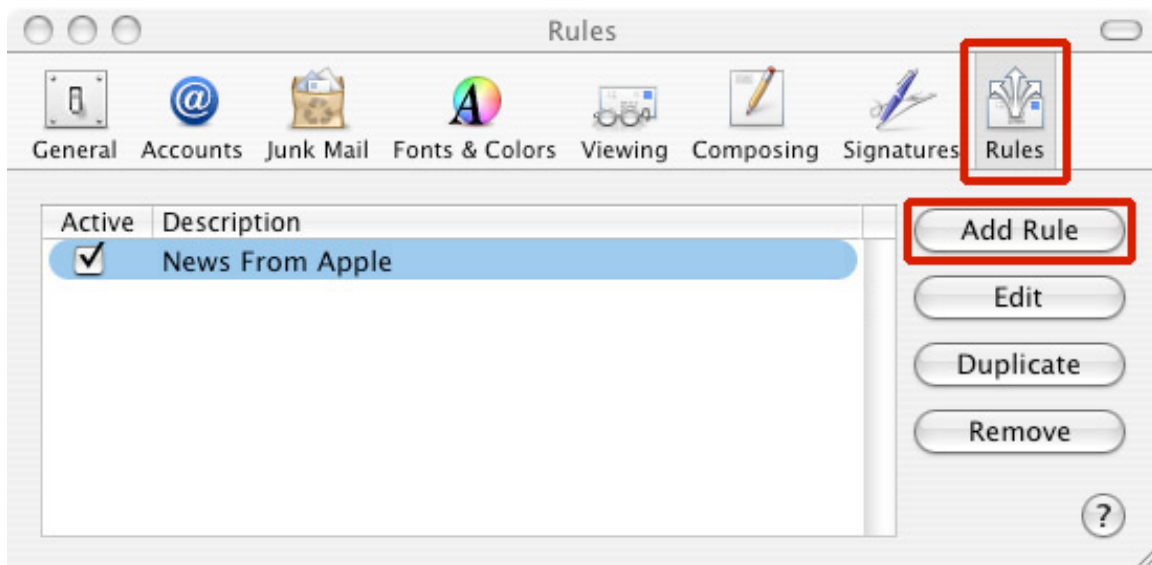 Rules
General Accounts Junk Mail Fonts & Colors Viewing Composing Signatures Rules
Active Description
News From Apple
Add Rule
Edit
Duplicate
Remove
?